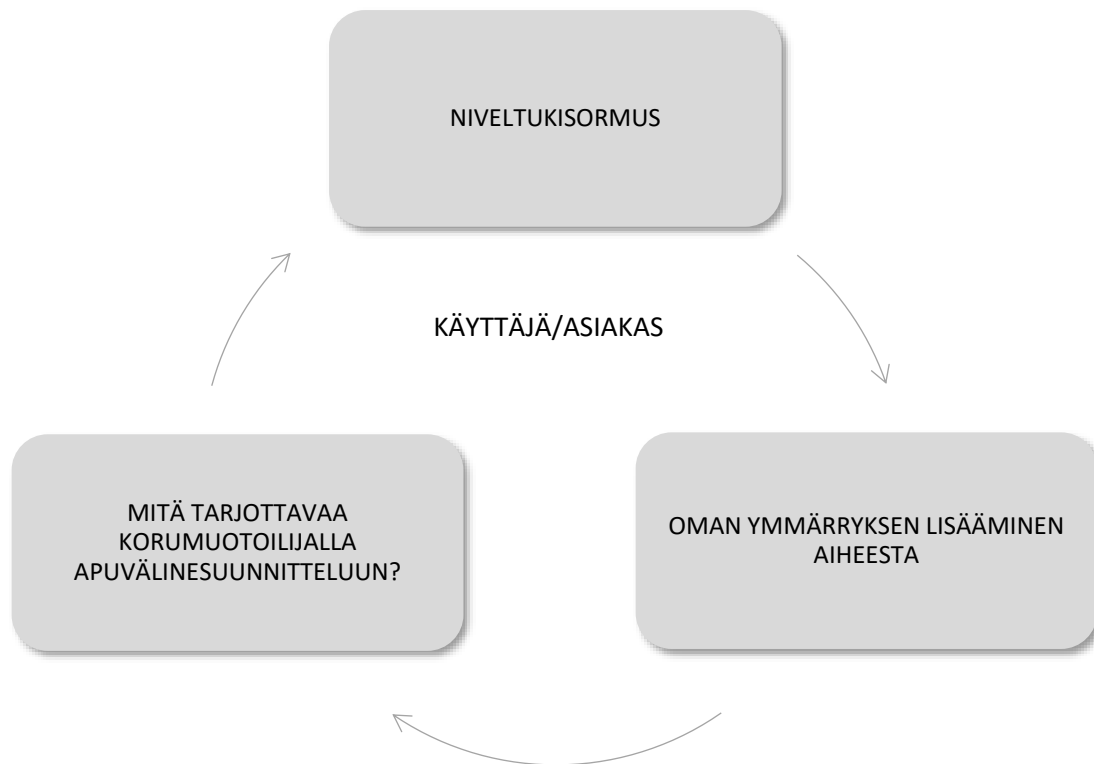 NIVELTUKISORMUS
KÄYTTÄJÄ/ASIAKAS
MITÄ TARJOTTAVAA
KORUMUOTOILIJALLA
APUVÄLINESUUNNITTELUUN?
OMAN YMMÄRRYKSEN LISÄÄMINEN
AIHEESTA